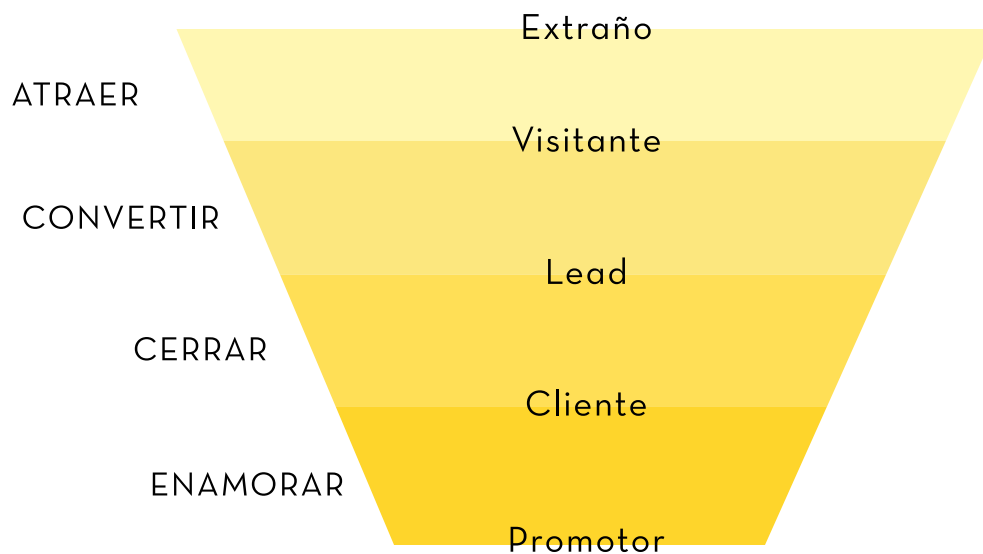 Extraño
ATRAER
Visitante
CONVERTIR
Lead
CERRAR
Cliente
ENAMORAR
Promotor